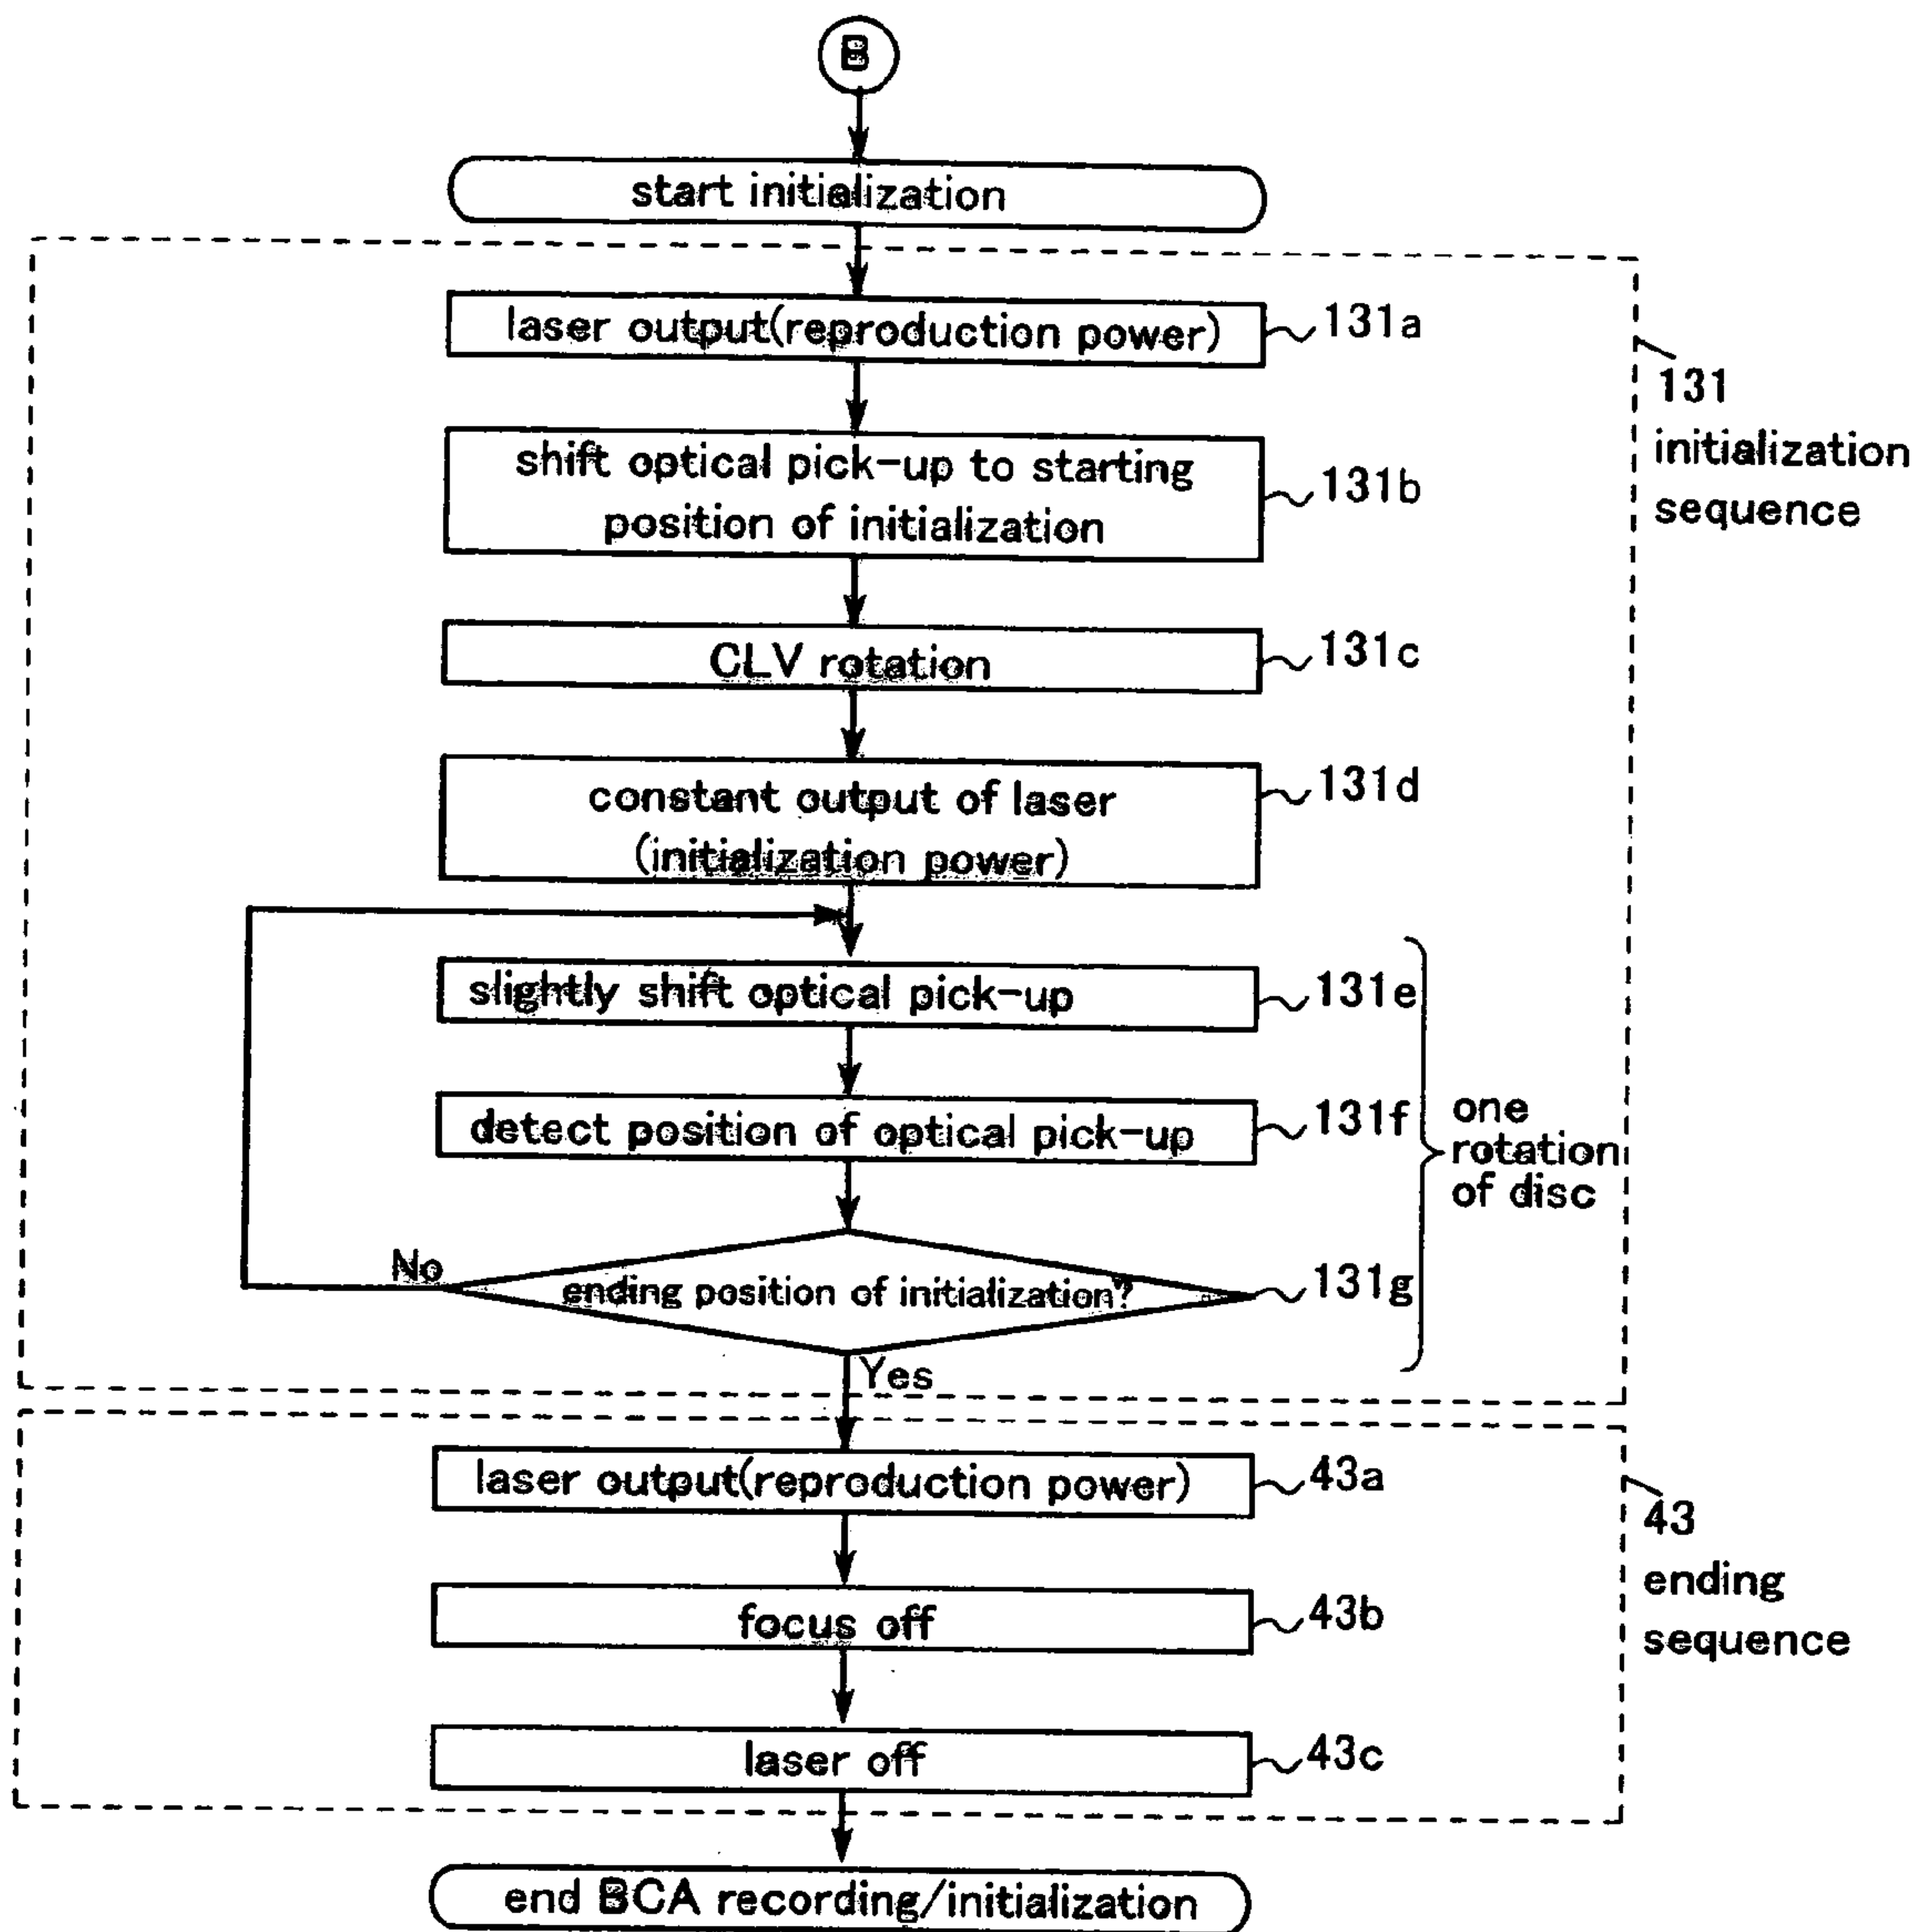 B
start initialization
laser output(reproduction power)
131a
131
initialization
sequence
shift optical pick-up to starting
position of initialization
131b
CLV rotation
131c
constant output of laser
(initialization power)
131d
slightly shift optical pick-up
131e
detect position of optical pick-up
131f
one
rotation
of disc
No
ending position of initialization?
131g
Yes
laser output(reproduction power)
43a
43
ending
sequence
focus off
43b
laser off
43c
end BCA recording/initialization